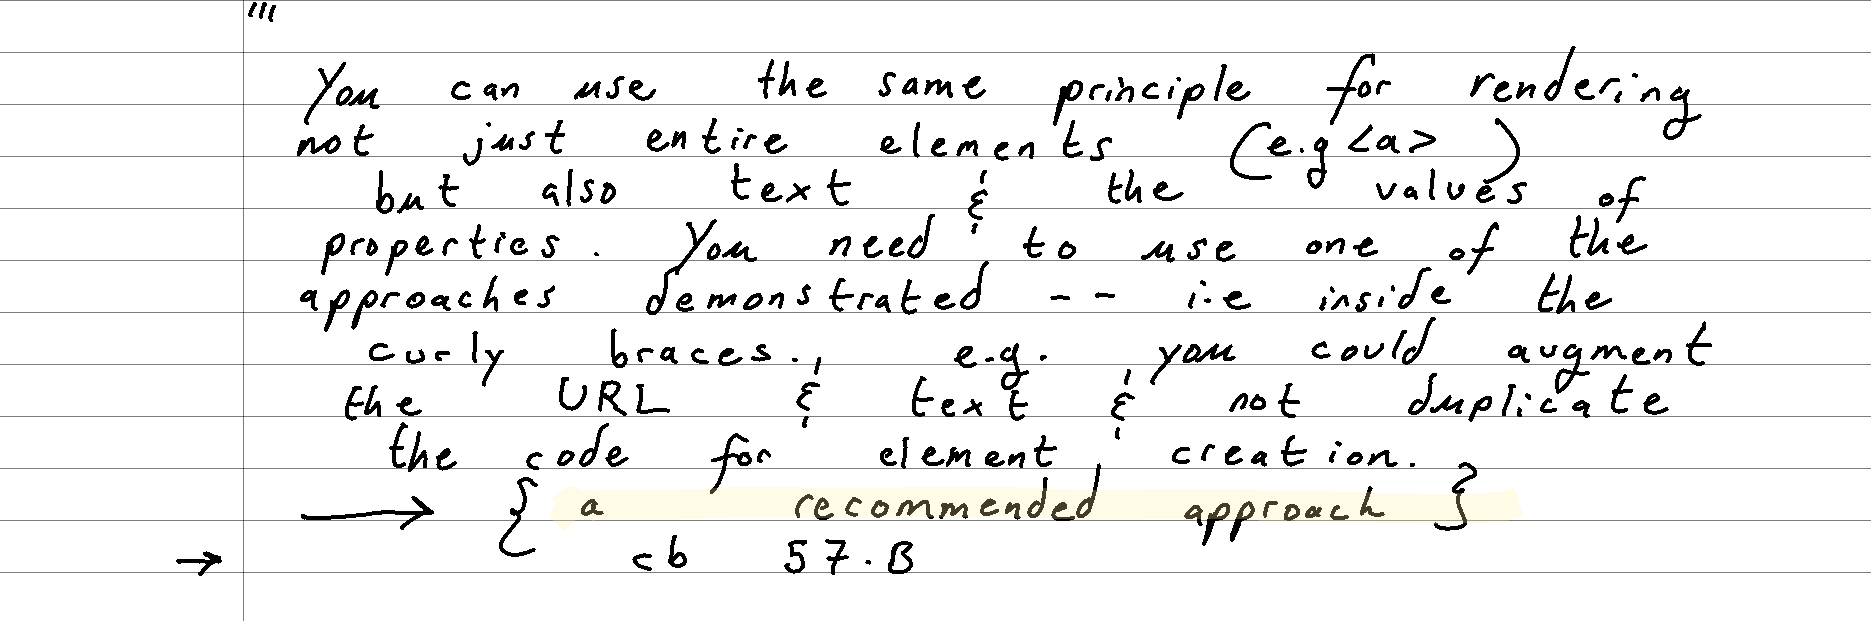 '''
You can use the same principle for rendering
not just entire elements (e.g <a> )
but also text & the values of
properties. You need to use one of the
approaches demonstrated -- i.e inside the
curly braces., e.g. you could augment
the URL & text & not duplicate
the code for element creation.
→ { a recommended approach }
→ cb 57.B